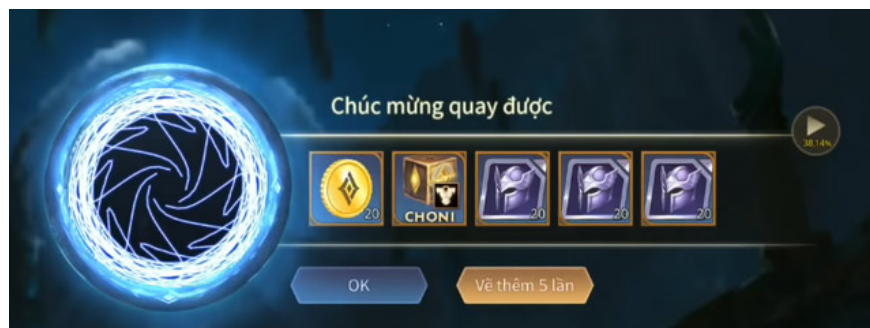 Chúc mừng quay được
38.14%
20
CHONI
20
20
20
OK
Vẽ thêm 5 lần